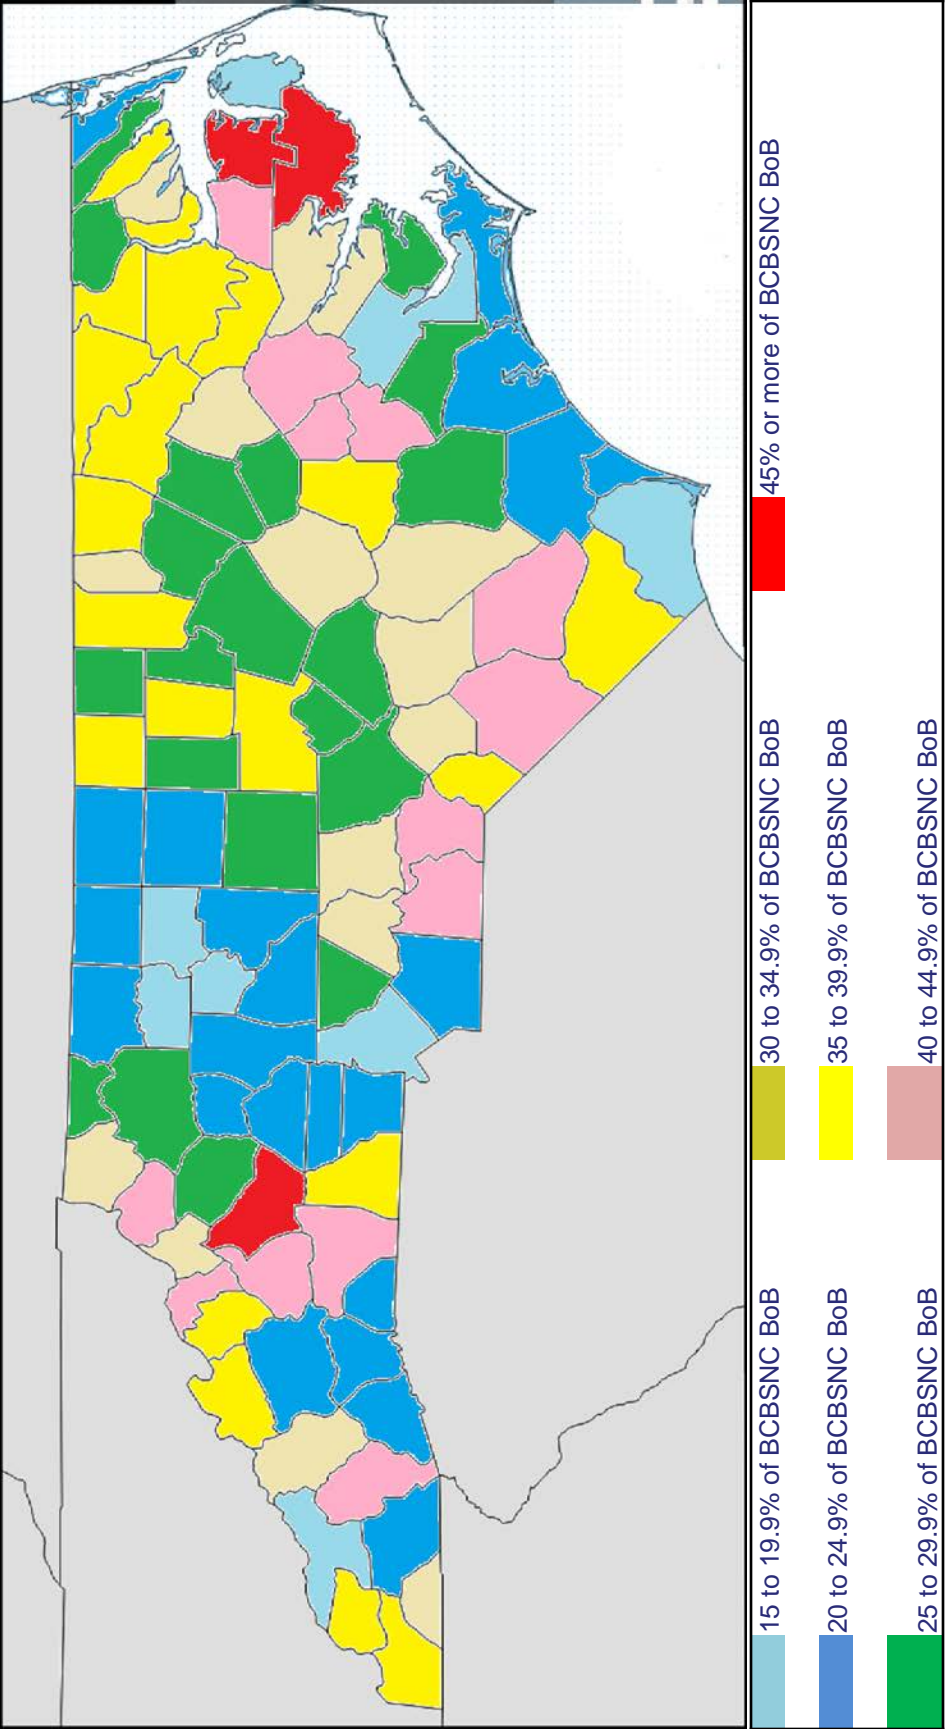 15 to 19.9% of BCBSNC BoB
20 to 24.9% of BCBSNC BoB
25 to 29.9% of BCBSNC BoB
30 to 34.9% of BCBSNC BoB
35 to 39.9% of BCBSNC BoB
40 to 44.9% of BCBSNC BoB
45% or more of BCBSNC BoB